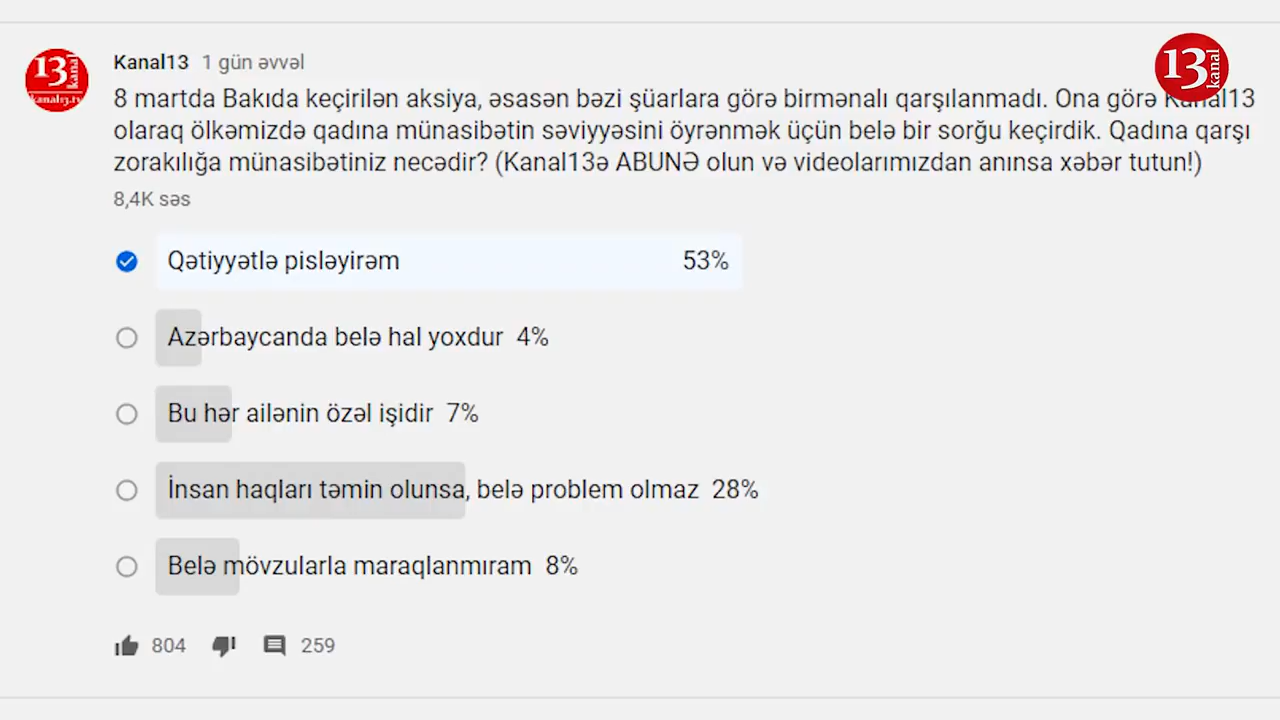 13 kanal
kanal13.tv
Kanal13 1 gün əvvəl
13 kanal
8 martda Bakıda keçirilən aksiya, əsasən bəzi şüarlara görə birmənalı qarşılanmadı. Ona görə Kanal13
olaraq ölkəmizdə qadına münasibətin səviyyəsini öyrənmək üçün belə bir sorğu keçirdik. Qadına qarşı
zorakılığa münasibətiniz necədir? (Kanal13ə ABUNƏ olun və videolarımızdan anınsa xəbər tutun!)
8,4K səs
Qətiyyətlə pisləyirəm 53%
Azərbaycanda belə hal yoxdur 4%
Bu hər ailənin özəl işidir 7%
İnsan haqları təmin olunsa, belə problem olmaz 28%
Belə mövzularla maraqlanmıram 8%
804 259